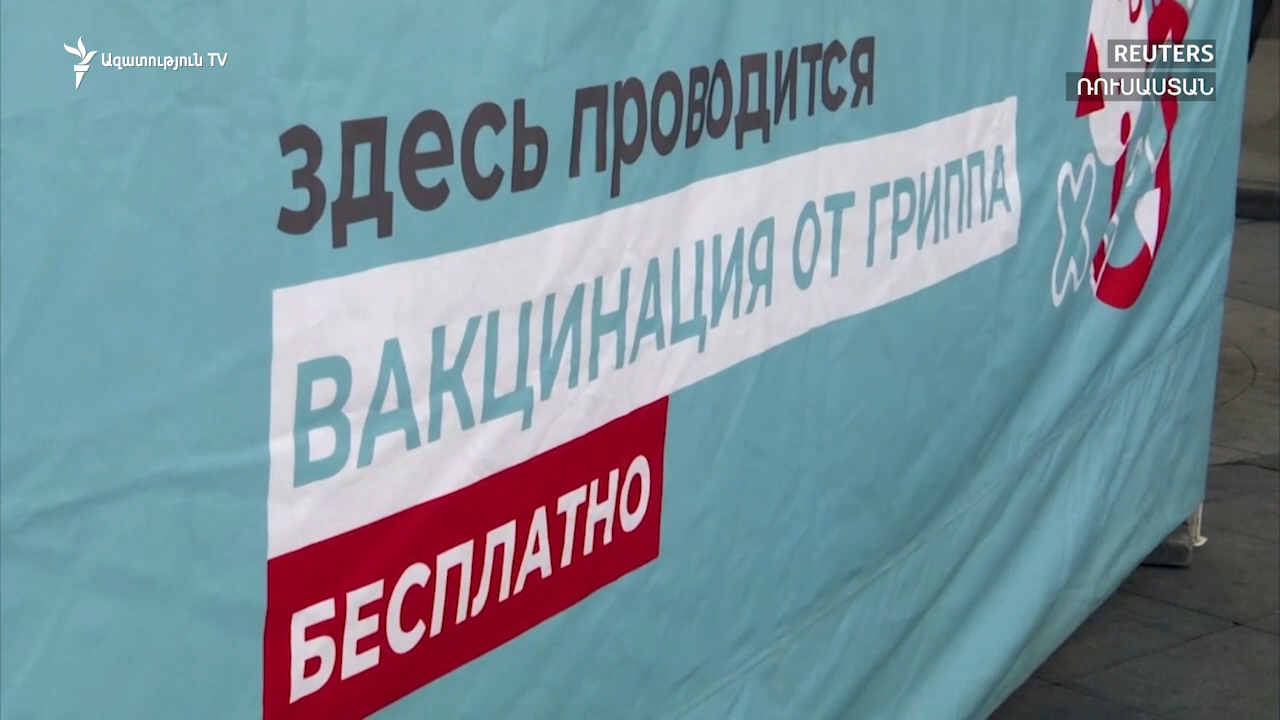 Ազատություն TV
REUTERS
ՌՈՒՍԱՍՏԱՆ
здесь проводится
ВАКЦИНАЦИЯ ОТ ГРИППА
БЕСПЛАТНО